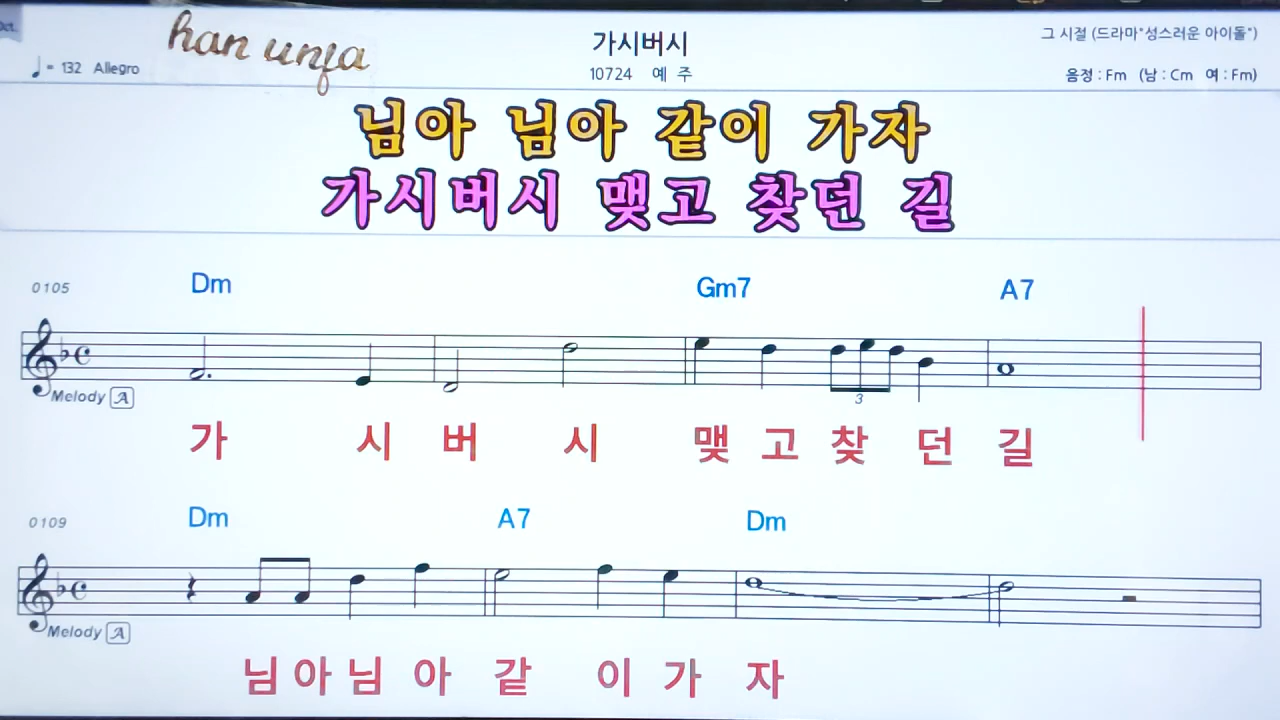 Oct.
han unja
가시버시
그 시절 (드라마"성스러운 아이돌")
♩= 132 Allegro
10724 예 주
음정 : Fm (남 : Cm 여 : Fm)
님아 님아 같이 가자
가시버시 맺고 찾던 길
0105 Dm Gm7 A7
3
Melody A
가 시 버 시 맺 고 찾 던 길
0109 Dm A7 Dm
Melody A
님 아 님 아 같 이 가 자